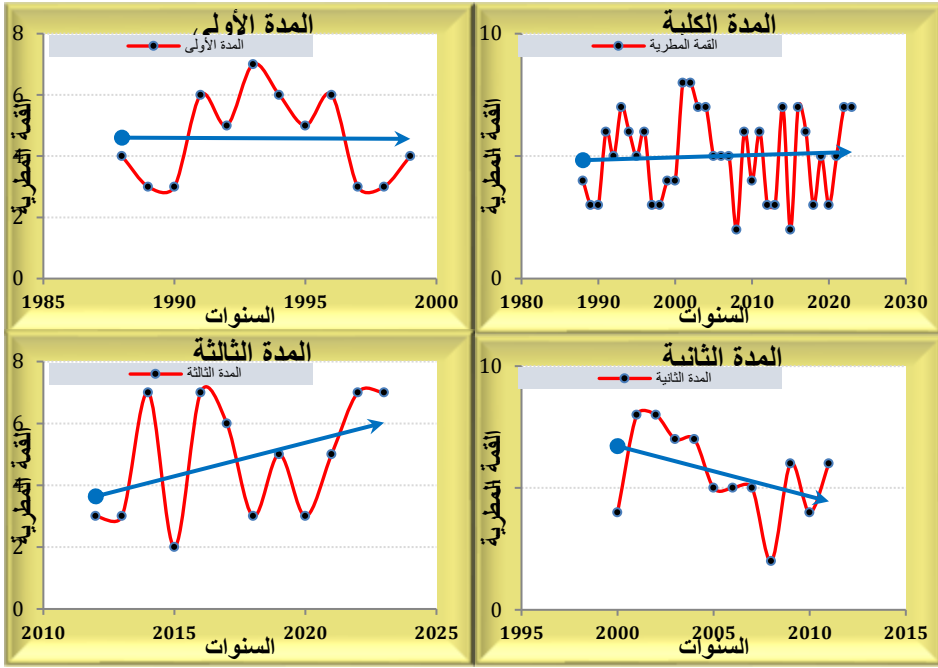 المدة الكلية
القمة المطرية
10
5
0
القمة المطرية
1980 1990 2000 2010 2020 2030
السنوات
المدة الأولى
المدة الأولى
8
6
4
2
0
القمة المطرية
1985 1990 1995 2000
السنوات
المدة الثانية
المدة الثانية
10
5
0
القمة المطرية
1995 2000 2005 2010 2015
السنوات
المدة الثالثة
المدة الثالثة
8
6
4
2
0
القمة المطرية
2010 2015 2020 2025
السنوات